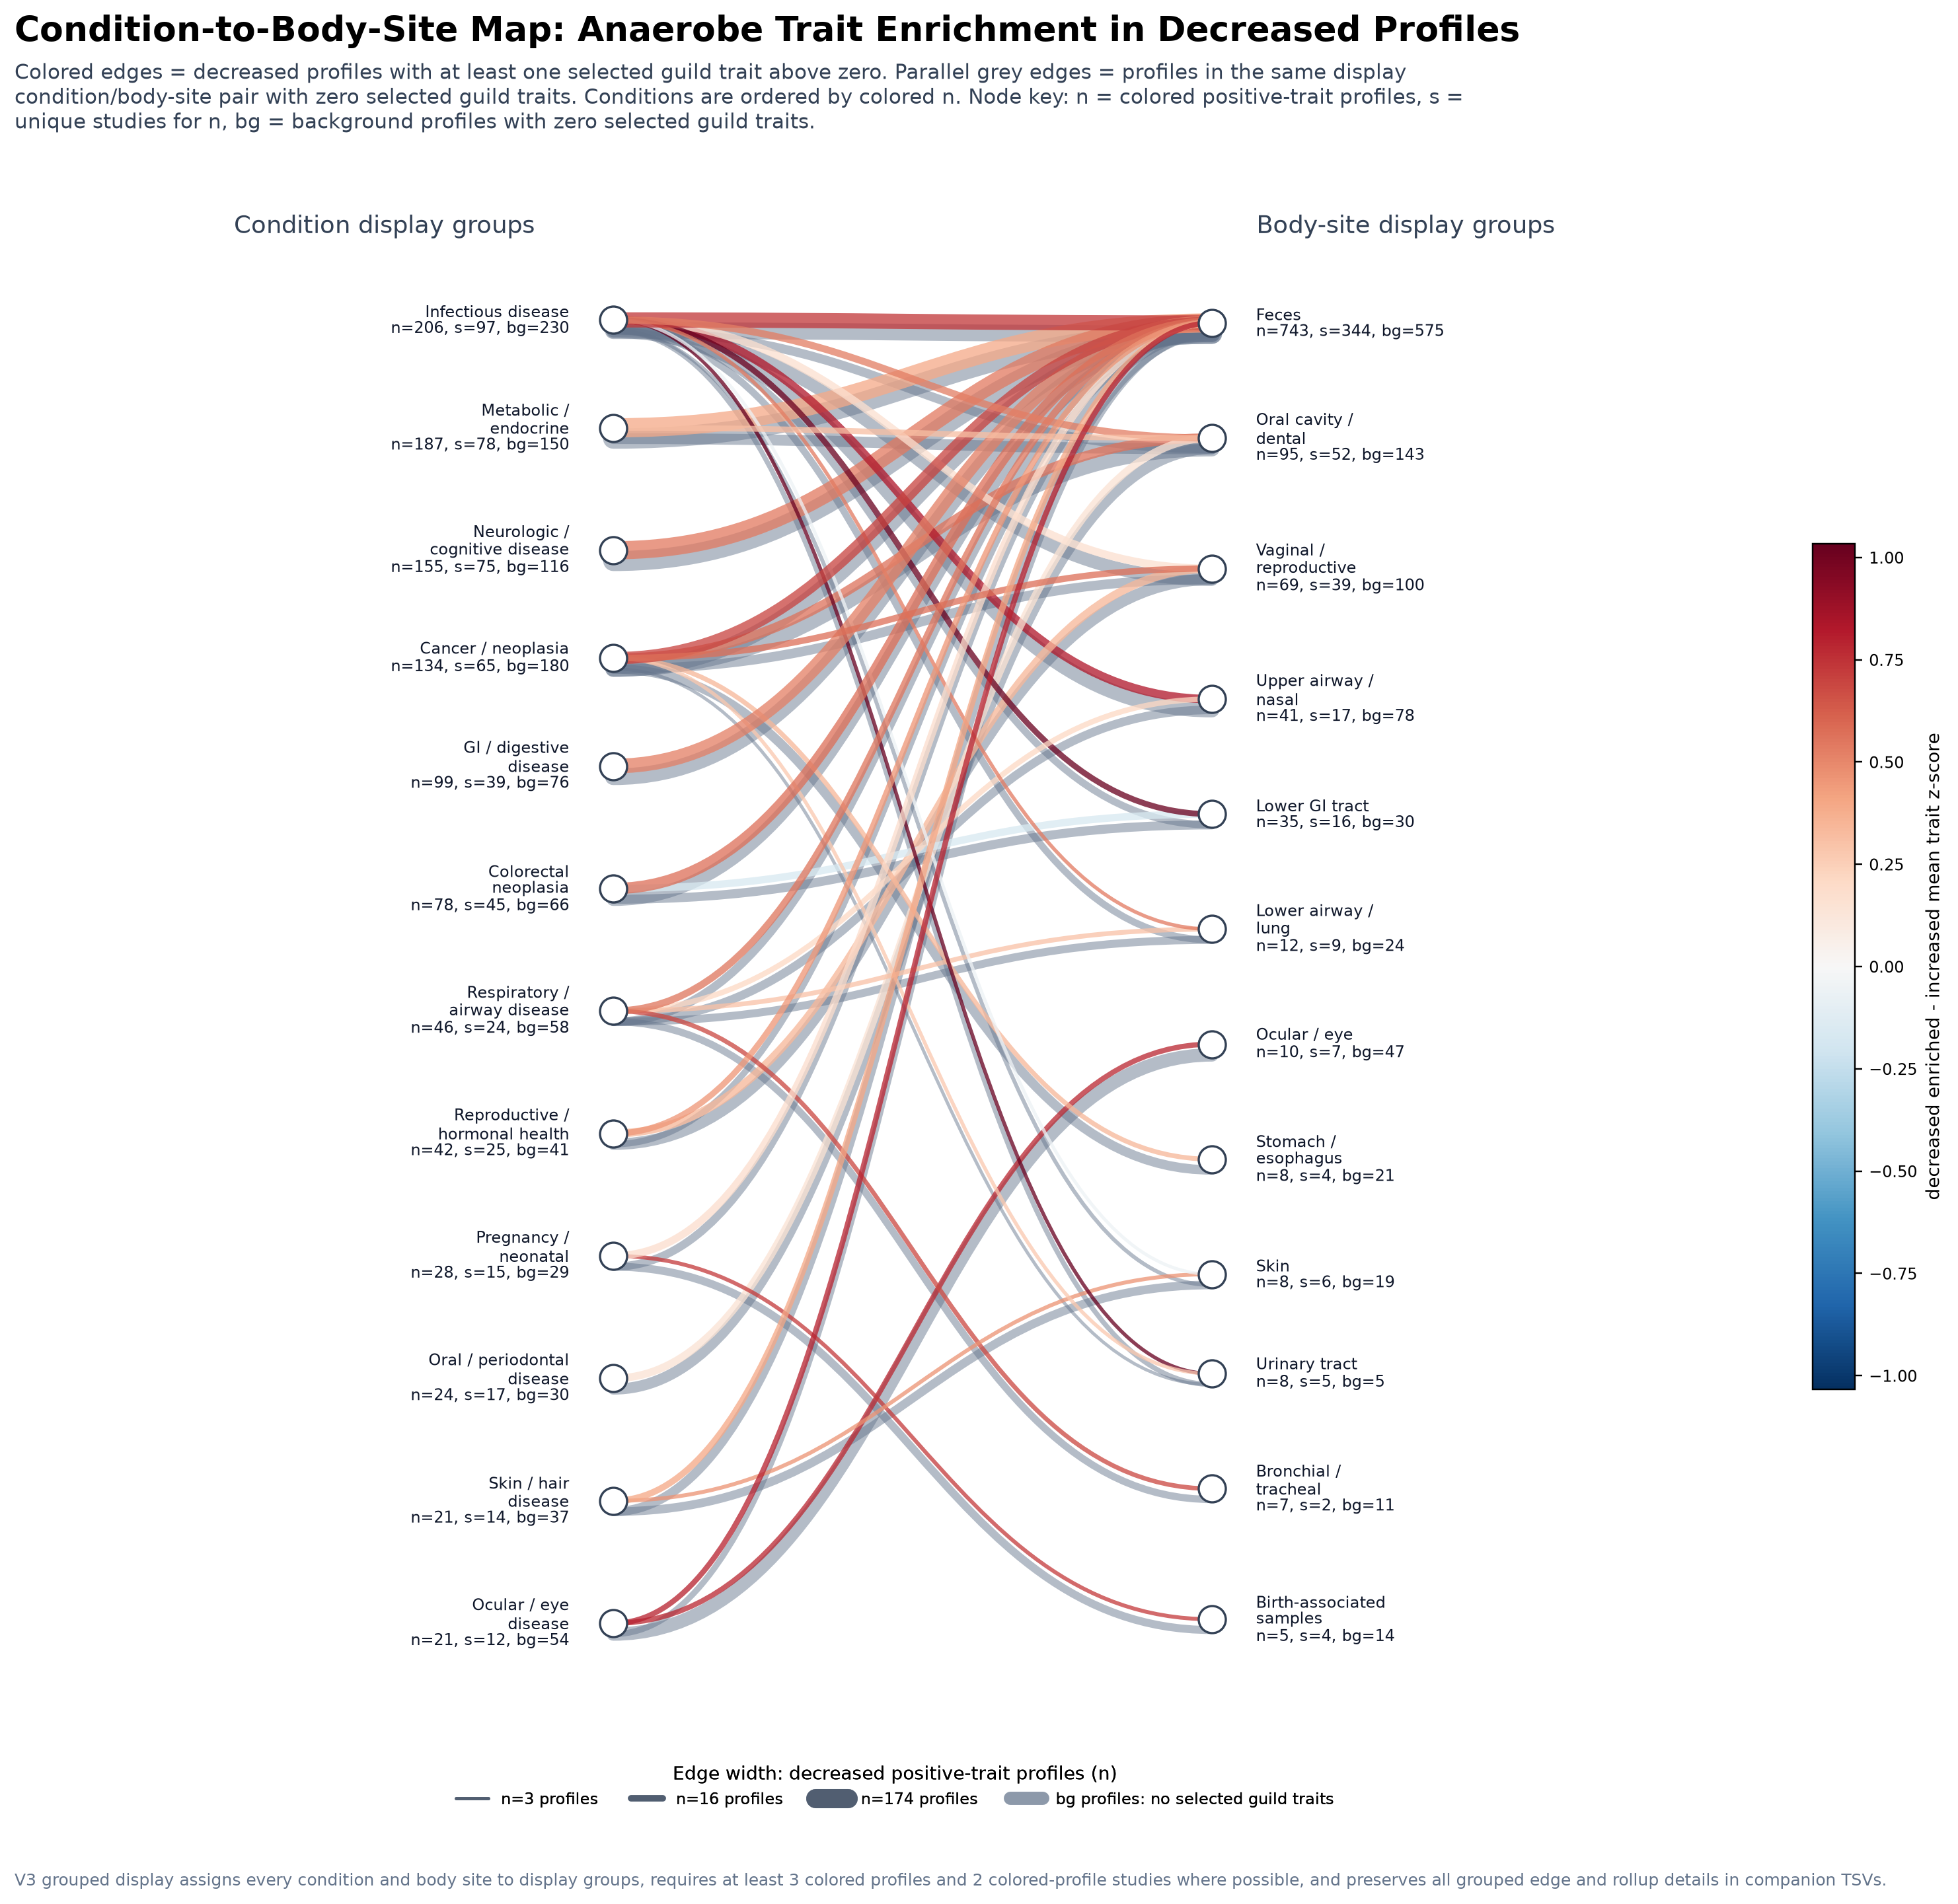 Condition-to-Body-Site Map: Anaerobe Trait Enrichment in Decreased Profiles
Colored edges = decreased profiles with at least one selected guild trait above zero. Parallel grey edges = profiles in the same display
condition/body-site pair with zero selected guild traits. Conditions are ordered by colored n. Node key: n = colored positive-trait profiles, s =
unique studies for n, bg = background profiles with zero selected guild traits.
Condition display groups
Infectious disease
n=206, s=97, bg=230
Metabolic /
endocrine
n=187, s=78, bg=150
Neurologic /
cognitive disease
n=155, s=75, bg=116
Cancer / neoplasia
n=134, s=65, bg=180
GI / digestive
disease
n=99, s=39, bg=76
Colorectal
neoplasia
n=78, s=45, bg=66
Respiratory /
airway disease
n=46, s=24, bg=58
Reproductive /
hormonal health
n=42, s=25, bg=41
Pregnancy /
neonatal
n=28, s=15, bg=29
Oral / periodontal
disease
n=24, s=17, bg=30
Skin / hair
disease
n=21, s=14, bg=37
Ocular / eye
disease
n=21, s=12, bg=54
Body-site display groups
Feces
n=743, s=344, bg=575
Oral cavity /
dental
n=95, s=52, bg=143
Vaginal /
reproductive
n=69, s=39, bg=100
Upper airway /
nasal
n=41, s=17, bg=78
Lower GI tract
n=35, s=16, bg=30
Lower airway /
lung
n=12, s=9, bg=24
Ocular / eye
n=10, s=7, bg=47
Stomach /
esophagus
n=8, s=4, bg=21
Skin
n=8, s=6, bg=19
Urinary tract
n=8, s=5, bg=5
Bronchial /
tracheal
n=7, s=2, bg=11
Birth-associated
samples
n=5, s=4, bg=14
1.00
0.75
0.50
0.25
0.00
−0.25
−0.50
−0.75
−1.00
decreased enriched - increased mean trait z-score
Edge width: decreased positive-trait profiles (n)
n=3 profiles
n=16 profiles
n=174 profiles
bg profiles: no selected guild traits
V3 grouped display assigns every condition and body site to display groups, requires at least 3 colored profiles and 2 colored-profile studies where possible, and preserves all grouped edge and rollup details in companion TSVs.